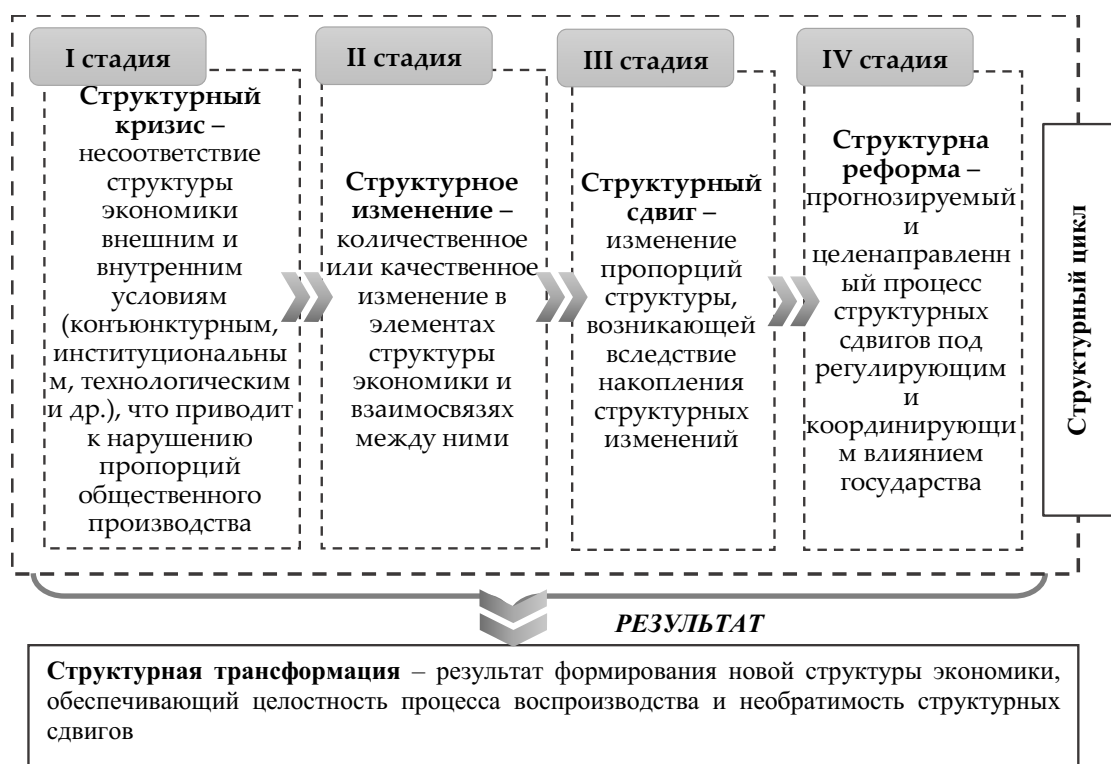 I стадия
Структурный
кризис –
несоответствие
структуры
экономики
внешним и
внутренним
условиям
(конъюнктурным,
институциональны
м, технологическим
и др.), что приводит
к нарушению
пропорций
общественного
производства
II стадия
Структурное
изменение –
количественное
или качественное
изменение в
элементах
структуры
экономики и
взаимосвязях
между ними
III стадия
Структурный
сдвиг –
изменение
пропорций
структуры,
возникающей
вследствие
накопления
структурных
изменений
IV стадия
Структурна
реформа –
прогнозируемый
и
целенаправленн
ый процесс
структурных
сдвигов под
регулирующим
и
координирующи
м влиянием
государства
Структурный цикл
РЕЗУЛЬТАТ
Структурная трансформация – результат формирования новой структуры экономики,
обеспечивающий целостность процесса воспроизводства и необратимость структурных
сдвигов